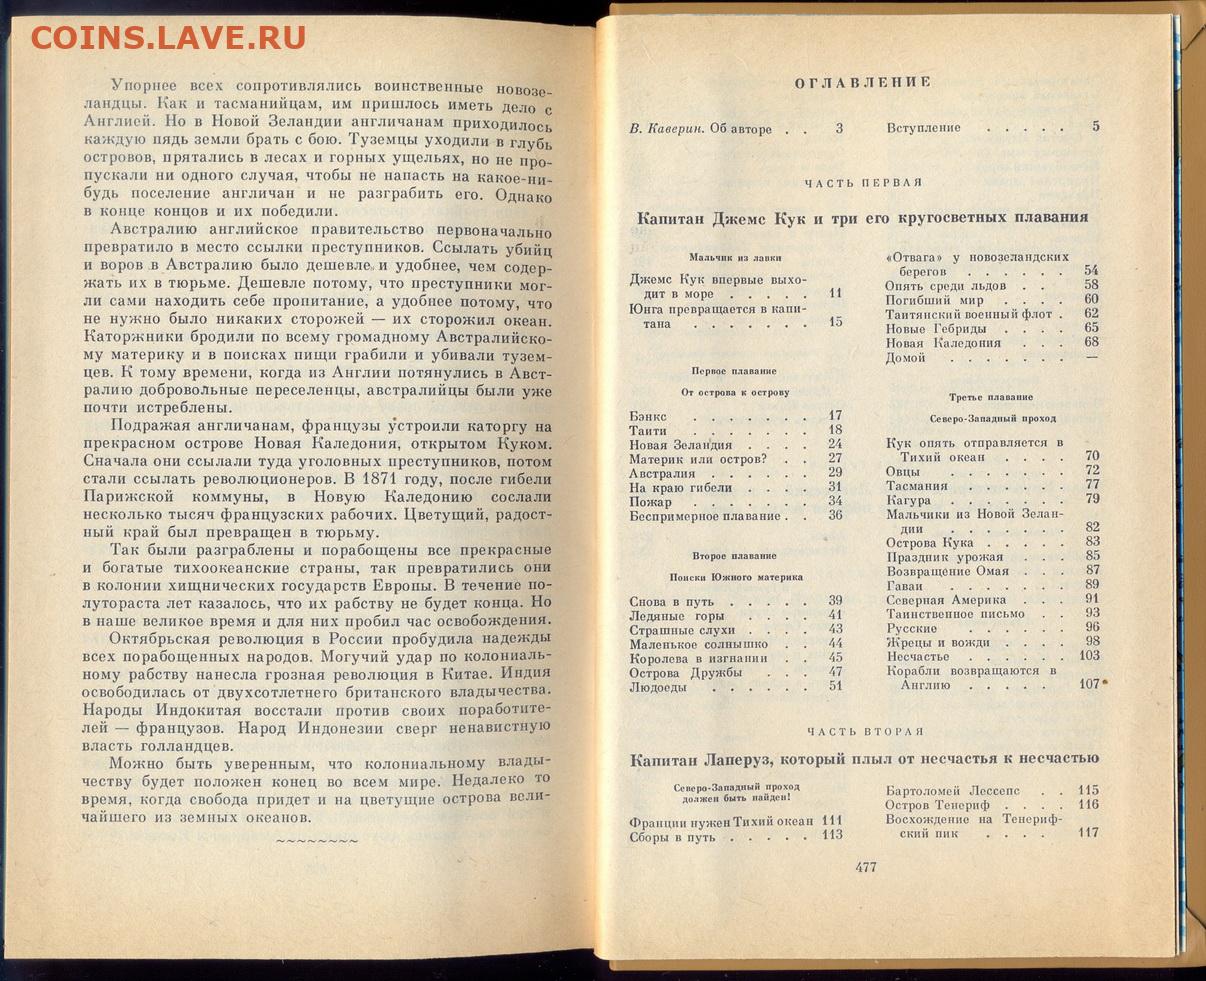 COINS.LAVE.RU
Упорнее всех сопротивлялись воинственные новозе-
ландцы. Как и тасманийцам, им пришлось иметь дело с
Англией. Но в Новой Зеландии англичанам приходилось
каждую пядь земли брать с бою. Туземцы уходили в глубь
островов, прятались в лесах и горных ущельях, но не про-
пускали ни одного случая, чтобы не напасть на какое-ни-
будь поселение англичан и не разграбить его. Однако
в конце концов и их победили.
Австралию английское правительство первоначально
превратило в место ссылки преступников. Ссылать убийц
и воров в Австралию было дешевле и удобнее, чем содер-
жать их в тюрьме. Дешевле потому, что преступники мог-
ли сами находить себе пропитание, а удобнее потому, что
не нужно было никаких сторожей — их сторожил океан.
Каторжники бродили по всему громадному Австралийско-
му материку и в поисках пищи грабили и убивали тузем-
цев. К тому времени, когда из Англии потянулись в Авст-
ралию добровольные переселенцы, австралийцы были уже
почти истреблены.
Подражая англичанам, французы устроили каторгу на
прекрасном острове Новая Каледония, открытом Куком.
Сначала они ссылали туда уголовных преступников, потом
стали ссылать революционеров. В 1871 году, после гибели
Парижской коммуны, в Новую Каледонию сослали
несколько тысяч французских рабочих. Цветущий, радост-
ный край был превращен в тюрьму.
Так были разграблены и порабощены все прекрасные
и богатые тихоокеанские страны, так превратились они
в колонии хищнических государств Европы. В течение по-
лутораста лет казалось, что их рабству не будет конца. Но
в наше великое время и для них пробил час освобождения.
Октябрьская революция в России пробудила надежды
всех порабощенных народов. Могучий удар по колониаль-
ному рабству нанесла грозная революция в Китае. Индия
освободилась от двухсотлетнего британского владычества.
Народы Индокитая восстали против своих поработите-
лей — французов. Народ Индонезии сверг ненавистную
власть голландцев.
Можно быть уверенным, что колониальному влады-
честву будет положен конец во всем мире. Недалеко то
время, когда свобода придет и на цветущие острова вели-
чайшего из земных океанов.
ОГЛАВЛЕНИЕ
В. Каверин. Об авторе . . 3
Вступление . . . . . 5
ЧАСТЬ ПЕРВАЯ
Капитан Джемс Кук и три его кругосветных плавания
Мальчик из лавки
Джемс Кук впервые выхо-
дит в море . . . . . 11
Юнга превращается в капи-
тана . . . . . . . 15
Первое плавание
От острова к острову
Бэнкс . . . . . . . 17
Таити . . . . . . . 18
Новая Зеландия . . . . 24
Материк или остров? . . 27
Австралия . . . . . 29
На краю гибели . . . . 31
Пожар . . . . . . 34
Беспримерное плавание . . 36
Второе плавание
Поиски Южного материка
Снова в путь . . . . . 39
Ледяные горы . . . . 41
Страшные слухи . . . . 43
Маленькое солнышко . . 44
Королева в изгнании . . 45
Острова Дружбы . . . 47
Людоеды . . . . . . 51
«Отвага» у новозеландских
берегов . . . . . . 54
Опять среди льдов . . 58
Погибший мир . . . . 60
Таитянский военный флот . 62
Новые Гебриды . . . . 65
Новая Каледония . . . 68
Домой . . . . . . . —
Третье плавание
Северо-Западный проход
Кук опять отправляется в
Тихий океан . . . . 70
Овцы . . . . . . 72
Тасмания . . . . . . 77
Кагура . . . . . . . 79
Мальчики из Новой Зелан-
дии . . . . . . . 82
Острова Кука . . . . . 83
Праздник урожая . . . 85
Возвращение Омая . . . 87
Гаваи . . . . . . . 89
Северная Америка . . . 91
Таинственное письмо . . 93
Русские . . . . . . 96
Жрецы и вожди . . . . 98
Несчастье . . . . . . 103
Корабли возвращаются в
Англию . . . . . 107
ЧАСТЬ ВТОРАЯ
Капитан Лаперуз, который плыл от несчастья к несчастью
Северо-Западный проход
должен быть найден!
Франции нужен Тихий океан 111
Сборы в путь . . . . . 113
Бартоломей Лессепс . . 115
Остров Тенериф . . . . 116
Восхождение на Тенериф-
ский пик . . . . 117
477